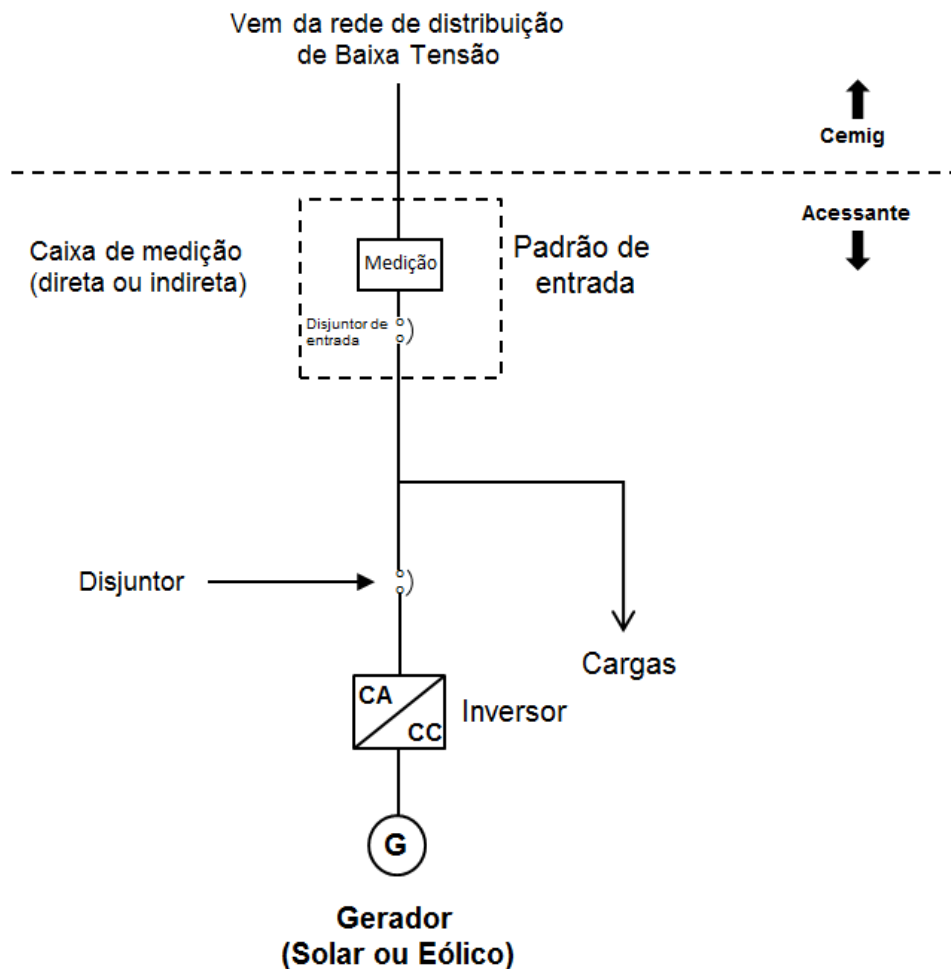 Vem da rede de distribuição
de Baixa Tensão
Cemig
Acessante
Caixa de medição
(direta ou indireta)
Medição
Padrão de
entrada
Disjuntor de
entrada
Disjuntor
Cargas
CA
CC
Inversor
G
Gerador
(Solar ou Eólico)